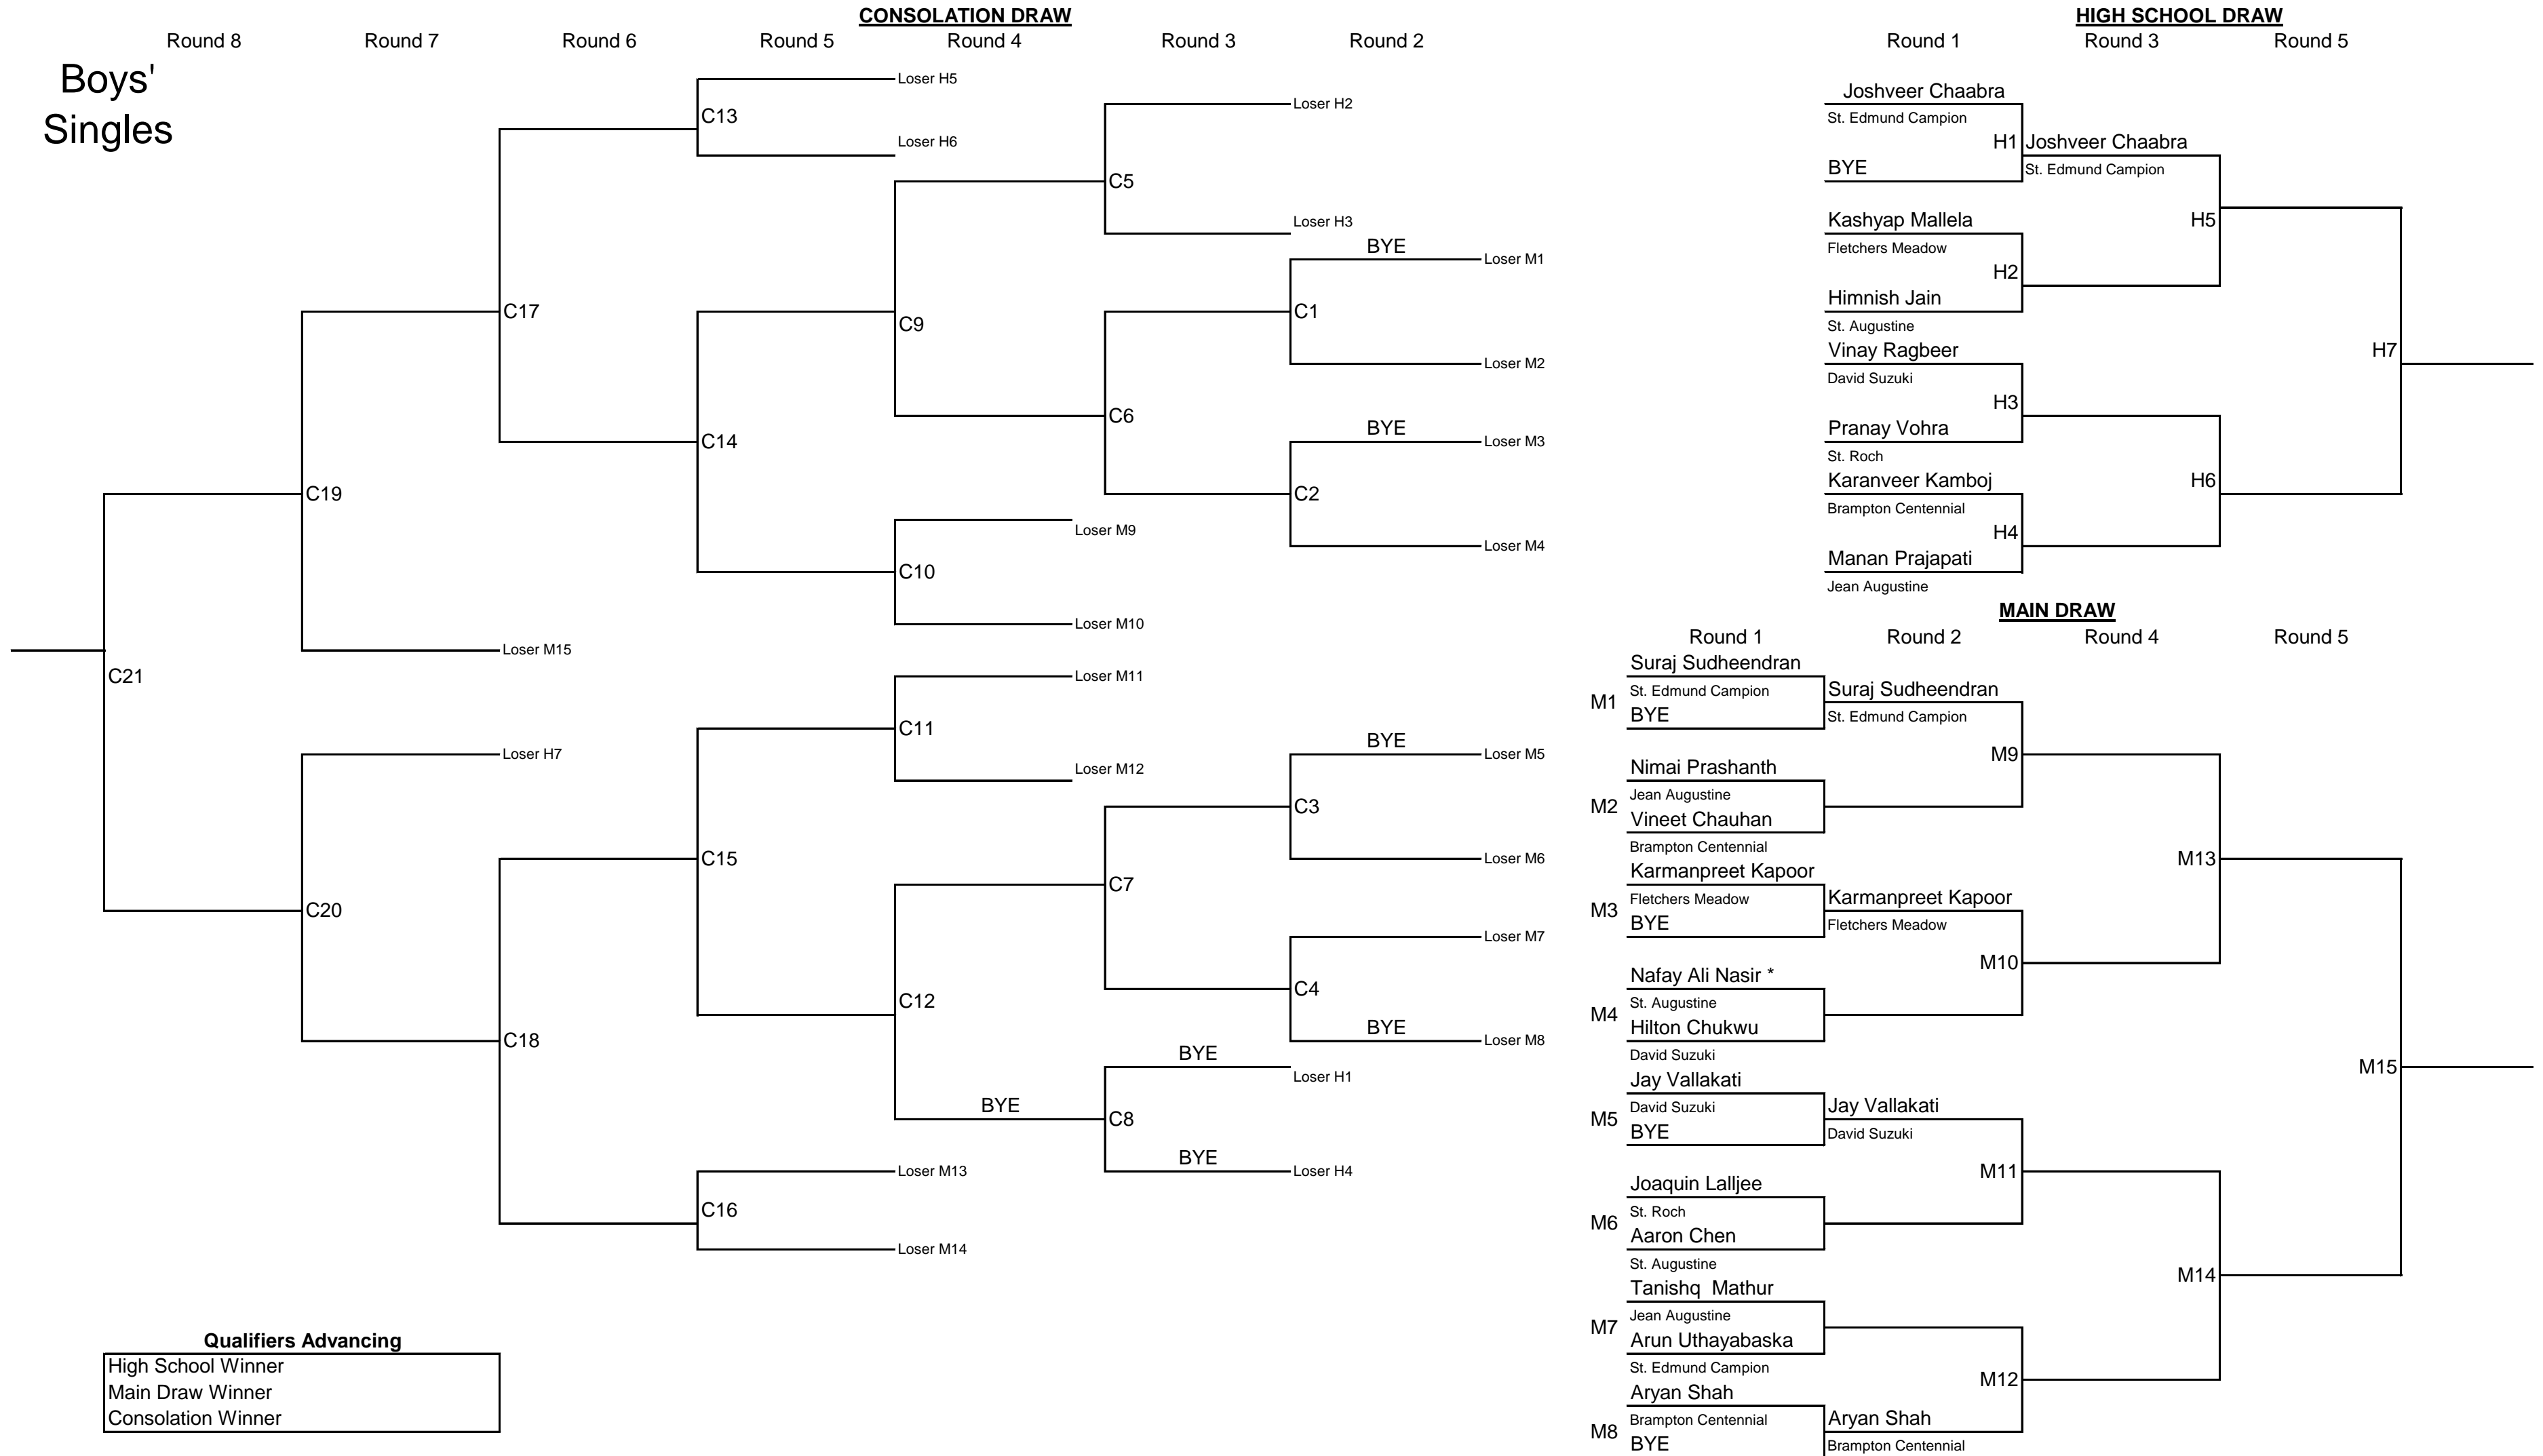 CONSOLATION DRAW
HIGH SCHOOL DRAW
Round 8
Round 7
Round 6
Round 5
Round 4
Round 3
Round 2
Round 1
Round 3
Round 5
Boys'
Singles
Loser H5
C13
Loser H6
Loser H2
C5
Loser H3
BYE
Loser M1
C17
C9
C1
Loser M2
C14
C6
BYE
Loser M3
C19
C2
Loser M9
Loser M4
C10
Loser M10
Loser M15
C21
Loser M11
C11
Loser H7
BYE
Loser M5
Loser M12
C3
C15
Loser M6
C7
C20
Loser M7
C12
C4
C18
BYE
Loser M8
BYE
Loser H1
BYE
C8
BYE
Loser M13
Loser H4
C16
Loser M14
Joshveer Chaabra
St. Edmund Campion
H1
Joshveer Chaabra
BYE
St. Edmund Campion
Kashyap Mallela
H5
Fletchers Meadow
H2
Himnish Jain
St. Augustine
Vinay Ragbeer
H7
David Suzuki
H3
Pranay Vohra
St. Roch
Karanveer Kamboj
H6
Brampton Centennial
H4
Manan Prajapati
Jean Augustine
MAIN DRAW
Round 1
Round 2
Round 4
Round 5
Suraj Sudheendran
M1
St. Edmund Campion
Suraj Sudheendran
BYE
St. Edmund Campion
M9
Nimai Prashanth
M2
Jean Augustine
Vineet Chauhan
Brampton Centennial
M13
Karmanpreet Kapoor
M3
Fletchers Meadow
Karmanpreet Kapoor
BYE
Fletchers Meadow
M10
Nafay Ali Nasir *
M4
St. Augustine
Hilton Chukwu
David Suzuki
M15
Jay Vallakati
M5
David Suzuki
Jay Vallakati
BYE
David Suzuki
M11
Joaquin Lalljee
M6
St. Roch
Aaron Chen
St. Augustine
M14
Tanishq  Mathur
M7
Jean Augustine
Arun Uthayabaska
St. Edmund Campion
M12
Aryan Shah
M8
Brampton Centennial
Aryan Shah
BYE
Brampton Centennial
Qualifiers Advancing
High School Winner
Main Draw Winner
Consolation Winner